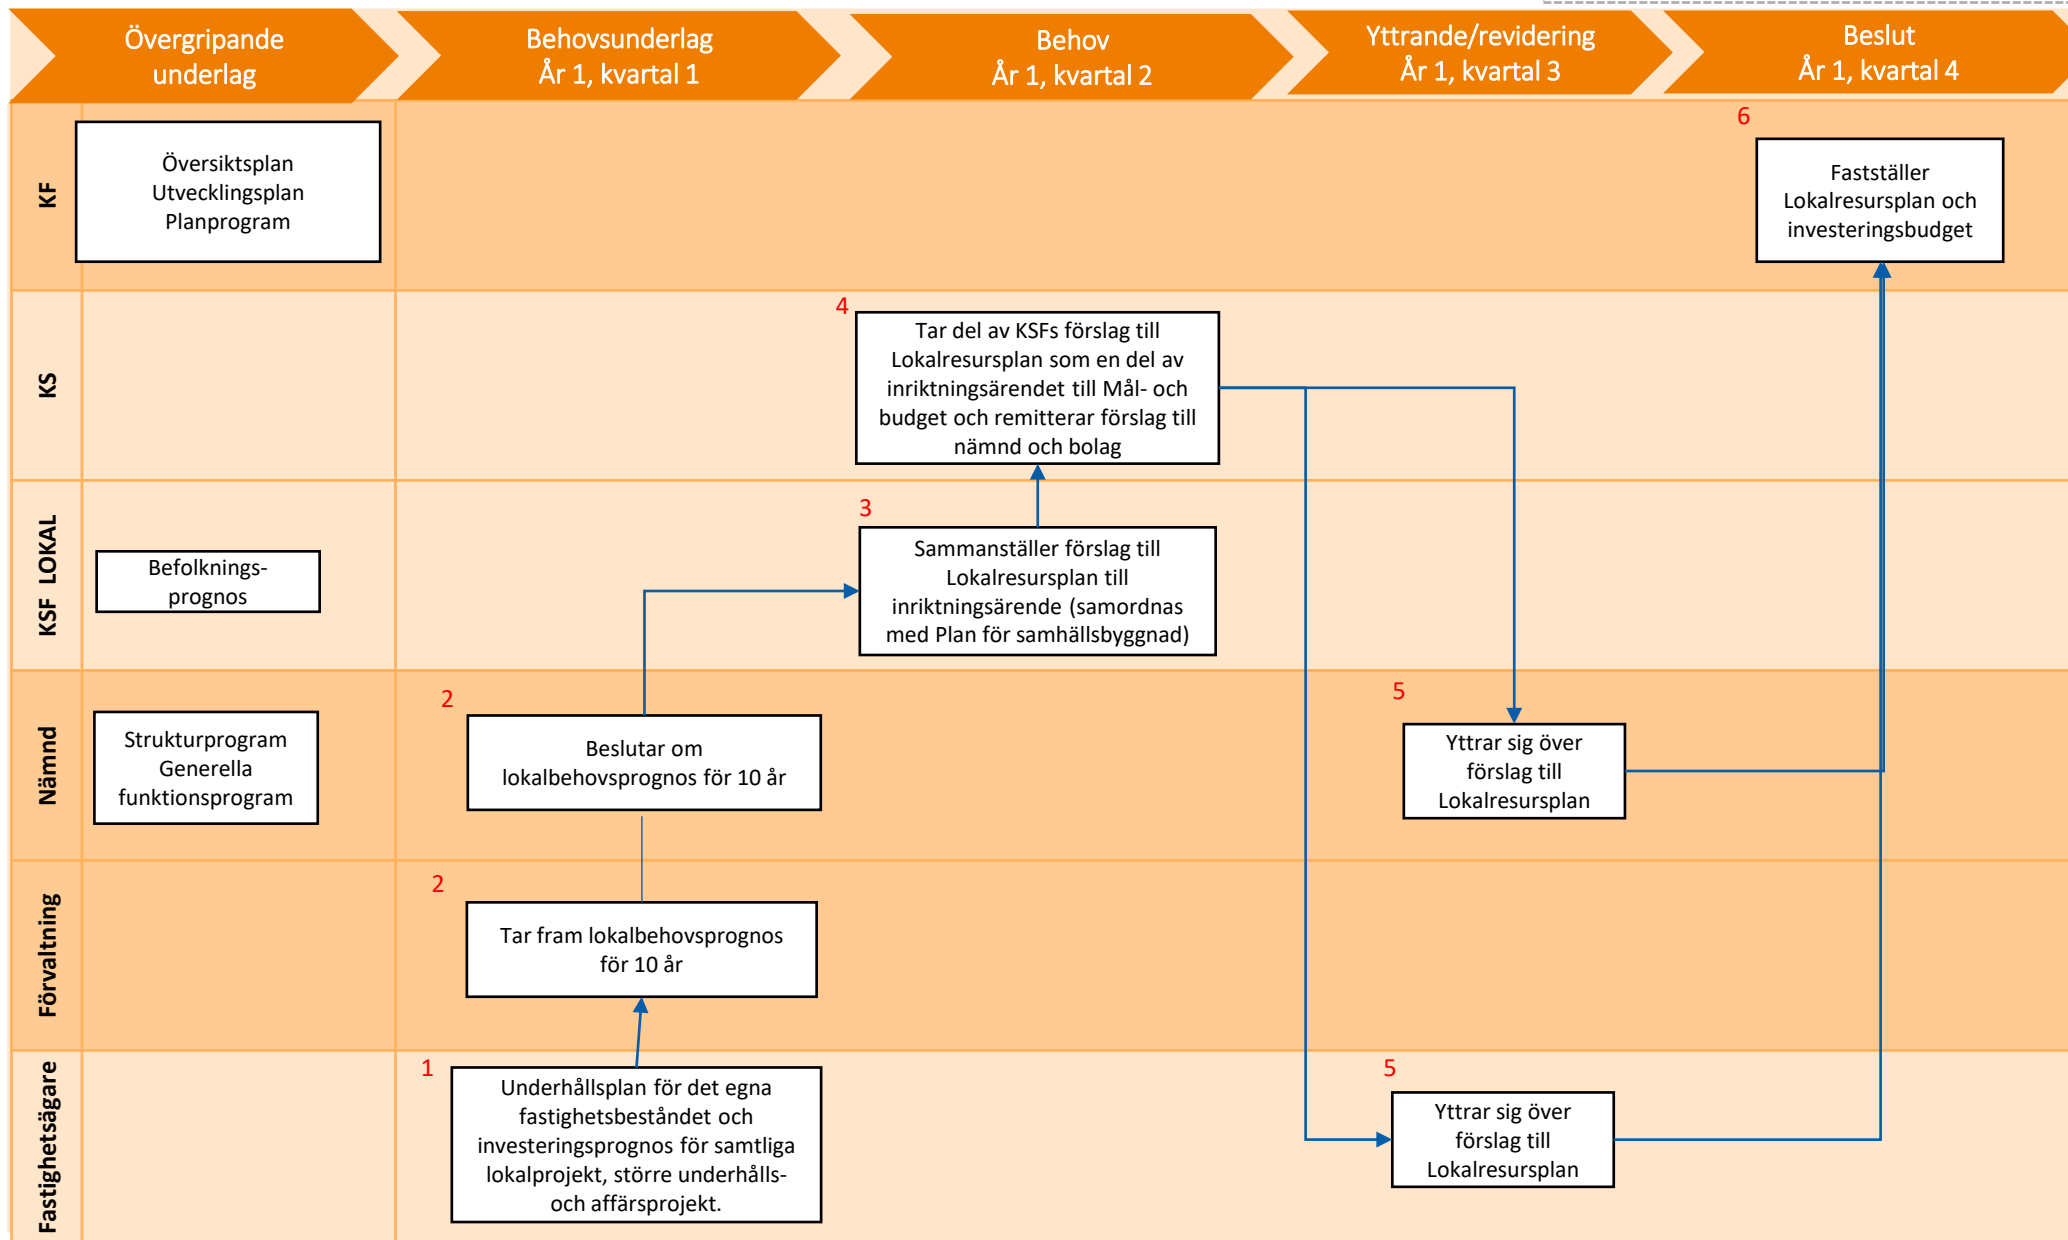 Övergripande
underlag
Behovsunderlag
År 1, kvartal 1
Behov
År 1, kvartal 2
Yttrande/revidering
År 1, kvartal 3
Beslut
År 1, kvartal 4
KF
Översiktsplan
Utvecklingsplan
Planprogram
6
Fastställer
Lokalresursplan och
investeringsbudget
KS
4
Tar del av KSFs förslag till
Lokalresursplan som en del av
inriktningsärendet till Mål- och
budget och remitterar förslag till
nämnd och bolag
KSF LOKAL
Befolknings-
prognos
3
Sammanställer förslag till
Lokalresursplan till
inriktningsärende (samordnas
med Plan för samhällsbyggnad)
Nämnd
Strukturprogram
Generella
funktionsprogram
2
Beslutar om
lokalbehovsprognos för 10 år
5
Yttrar sig över
förslag till
Lokalresursplan
Förvaltning
2
Tar fram lokalbehovsprognos
för 10 år
Fastighetsägare
1
Underhållsplan för det egna
fastighetsbeståndet och
investeringsprognos för samtliga
lokalprojekt, större underhålls-
och affärsprojekt.
5
Yttrar sig över
förslag till
Lokalresursplan